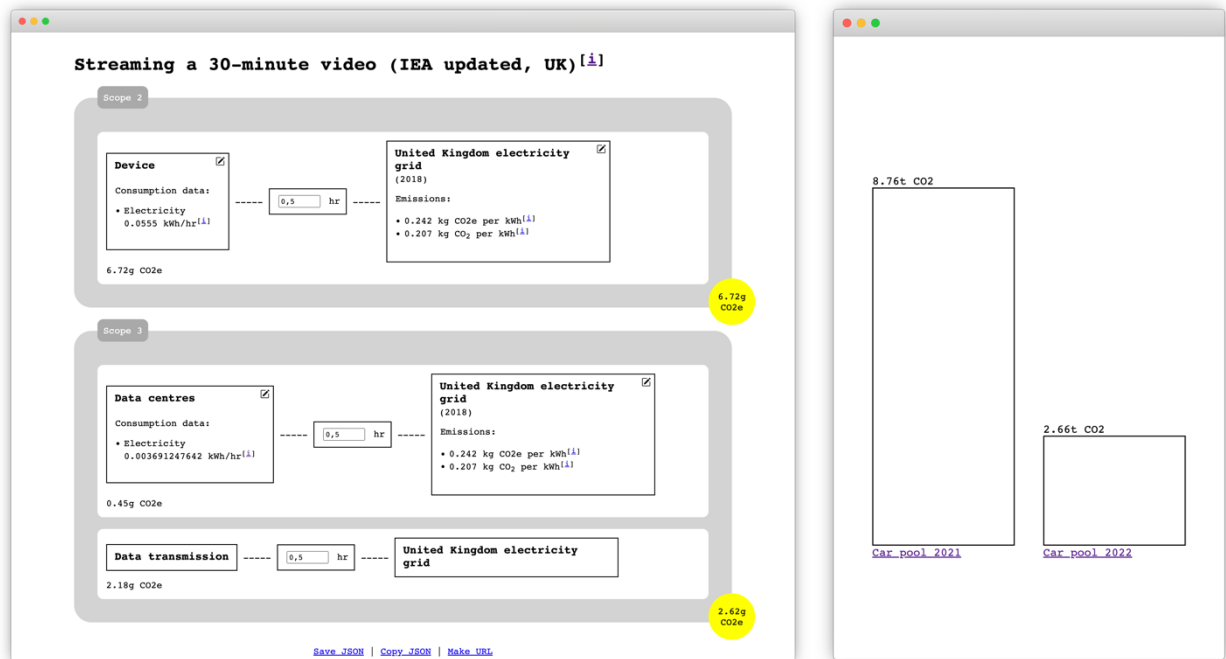 Streaming a 30-minute video (IEA updated, UK)[i]
Scope 2
Device
Consumption data:
• Electricity
0.0555 kWh/hr[i]
0,5 hr
United Kingdom electricity
grid
(2018)
Emissions:
• 0.242 kg CO2e per kWh[i]
• 0.207 kg CO2 per kWh[i]
6.72g CO2e
6.72g
CO2e
Scope 3
Data centres
Consumption data:
• Electricity
0.003691247642 kWh/hr[i]
0,5 hr
United Kingdom electricity
grid
(2018)
Emissions:
• 0.242 kg CO2e per kWh[i]
• 0.207 kg CO2 per kWh[i]
0.45g CO2e
Data transmission
0,5 hr
United Kingdom electricity
grid
2.18g CO2e
2.62g
CO2e
Save JSON | Copy JSON | Make URL
8.76t CO2
2.66t CO2
Car pool 2021
Car pool 2022